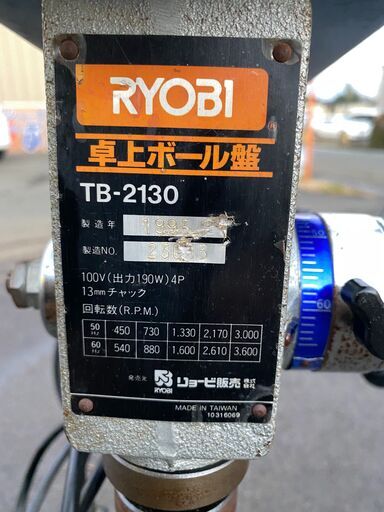 RYOBI
卓上ボール盤
TB-2130
製造年 1995
製造NO.
100V(出力190W)4P
13mmチャック
回転数(R.P.M.)
50Hz 450 730 1.330 2.170 3.000
60Hz 540 880 1.600 2.610 3.600
発売元 RYOBI リョービ販売株式会社
MADE IN TAIWAN
10316069
60